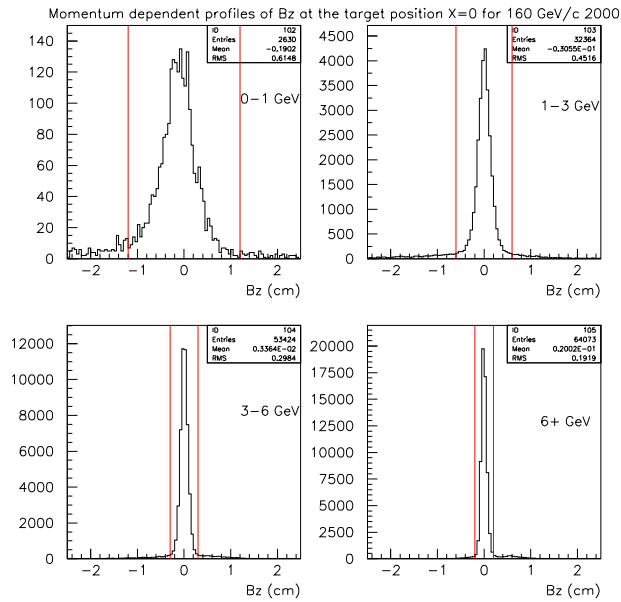 Momentum dependent profiles of Bz at the target position X=0 for 160 GeV/c 2000
ID 102
Entries 2630
Mean -0.1902
RMS 0.6148
0-1 GeV
140
120
100
80
60
40
20
0
-2 -1 0 1 2
Bz (cm)
ID 103
Entries 32364
Mean -0.3055E-01
RMS 0.4516
1-3 GeV
4500
4000
3500
3000
2500
2000
1500
1000
500
0
-2 -1 0 1 2
Bz (cm)
ID 104
Entries 53424
Mean 0.3364E-02
RMS 0.2984
3-6 GeV
12000
10000
8000
6000
4000
2000
0
-2 -1 0 1 2
Bz (cm)
ID 105
Entries 64073
Mean 0.2002E-01
RMS 0.1919
6+ GeV
20000
17500
15000
12500
10000
7500
5000
2500
0
-2 -1 0 1 2
Bz (cm)